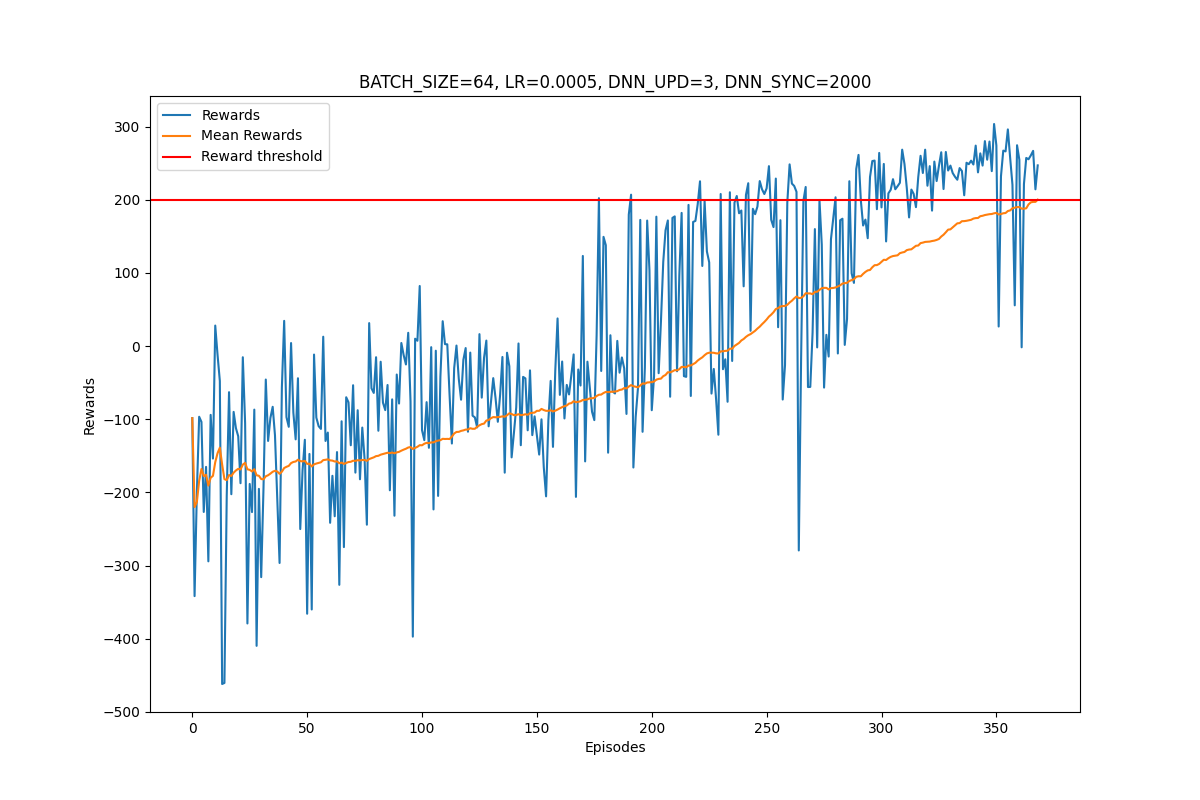 BATCH_SIZE=64, LR=0.0005, DNN_UPD=3, DNN_SYNC=2000
Rewards
Mean Rewards
Reward threshold
300
200
100
0
−100
−200
−300
−400
−500
Rewards
0 50 100 150 200 250 300 350
Episodes